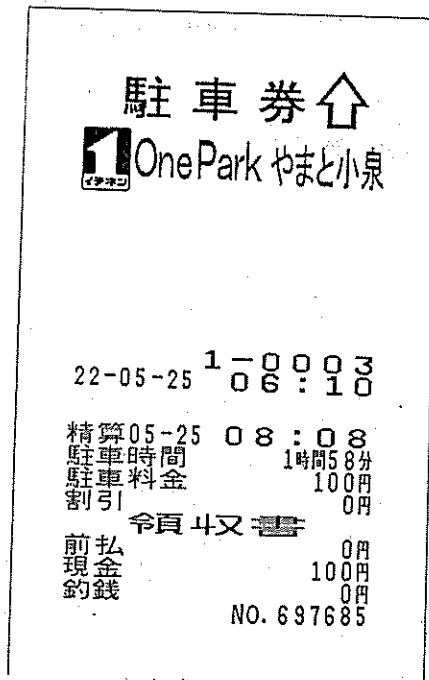 駐車券
1 イチネン OnePark やまと小泉
1-0003
22-05-25 06:10
精算05-25 08:08
駐車時間 1時間58分
駐車料金 100円
割引 0円
領収書
前払 0円
現金 100円
釣銭 0円
NO.697685